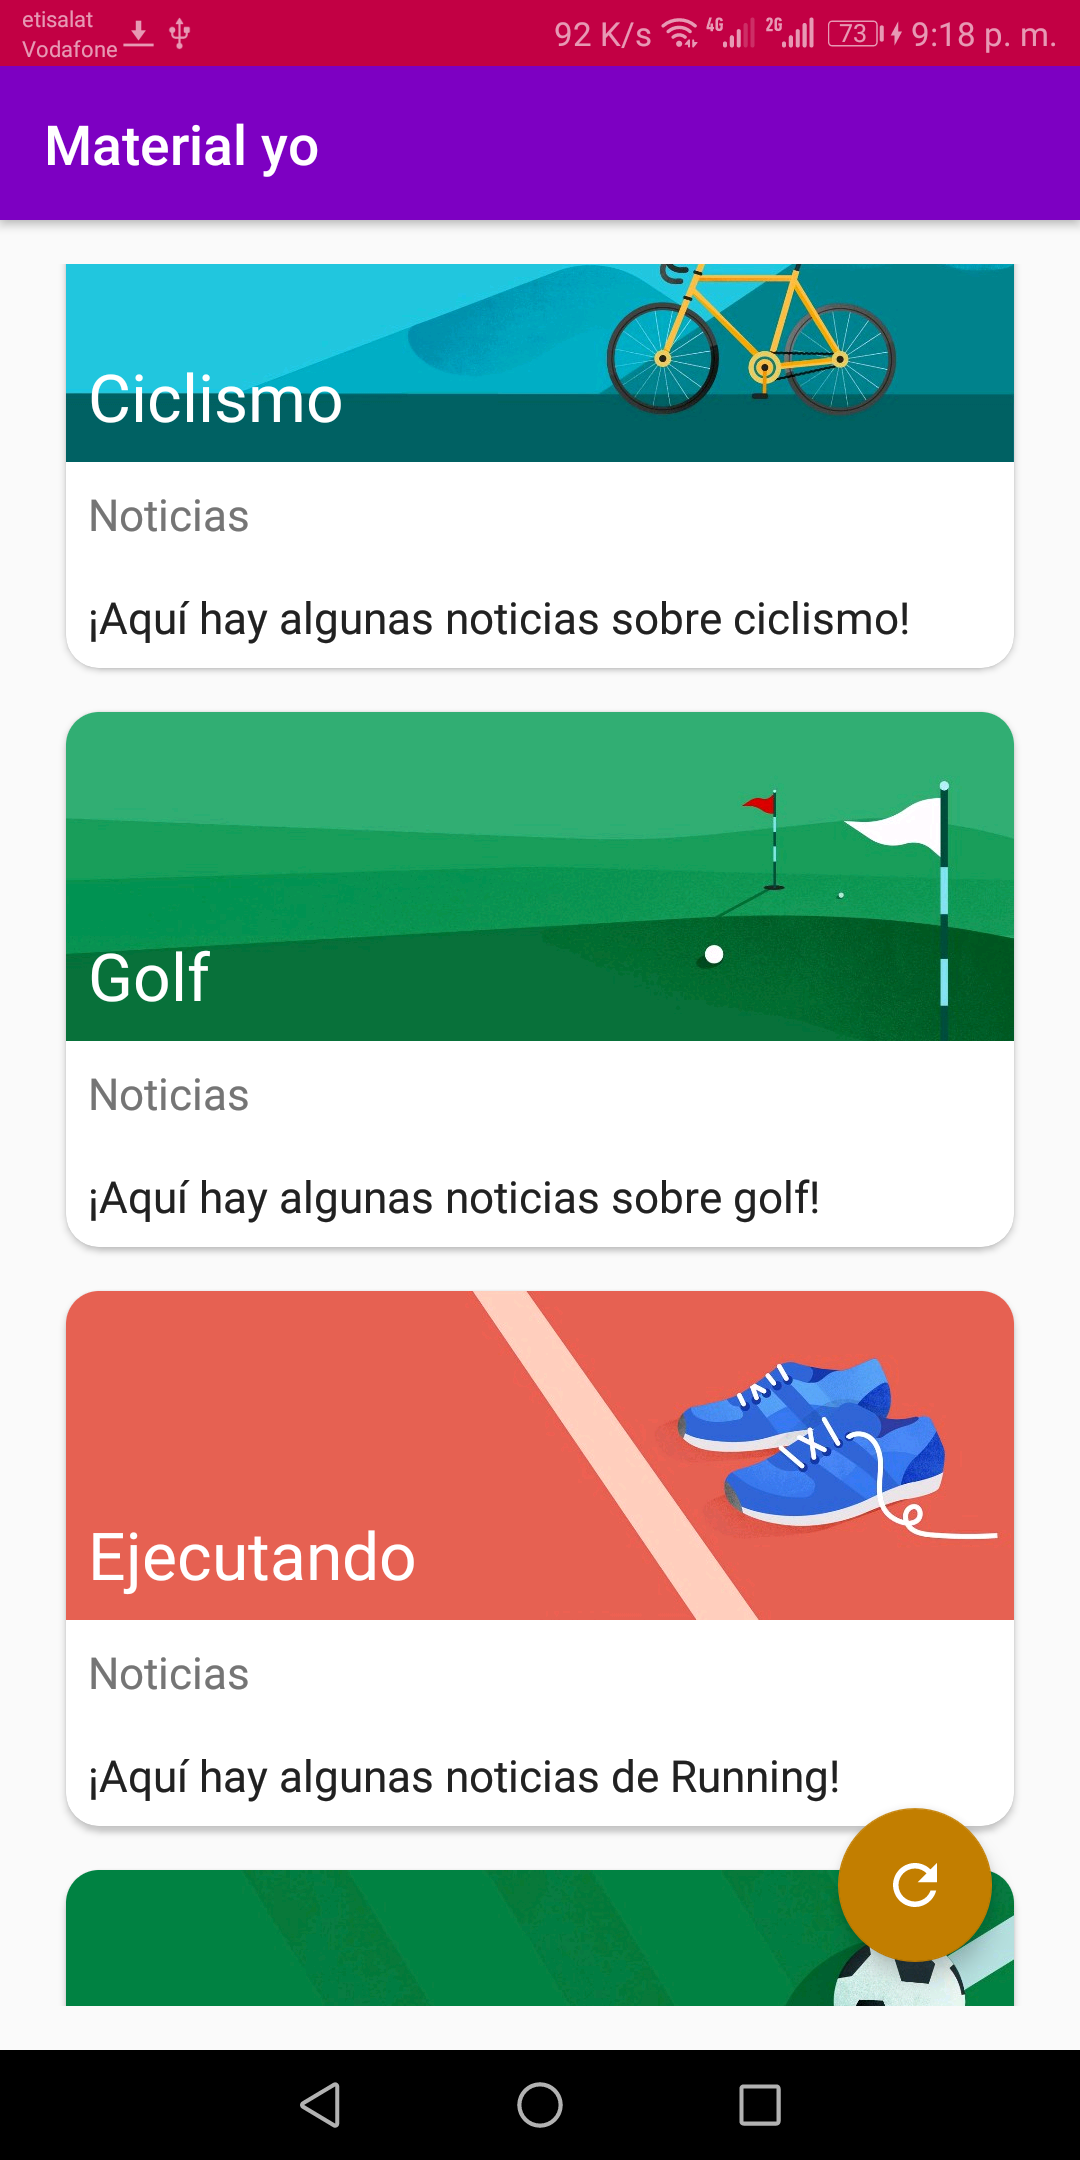 etisalat
Vodafone
92 K/s 4G 2G 73 9:18 p. m.
Material yo
Ciclismo
Noticias
¡Aquí hay algunas noticias sobre ciclismo!
Golf
Noticias
¡Aquí hay algunas noticias sobre golf!
Ejecutando
Noticias
¡Aquí hay algunas noticias de Running!